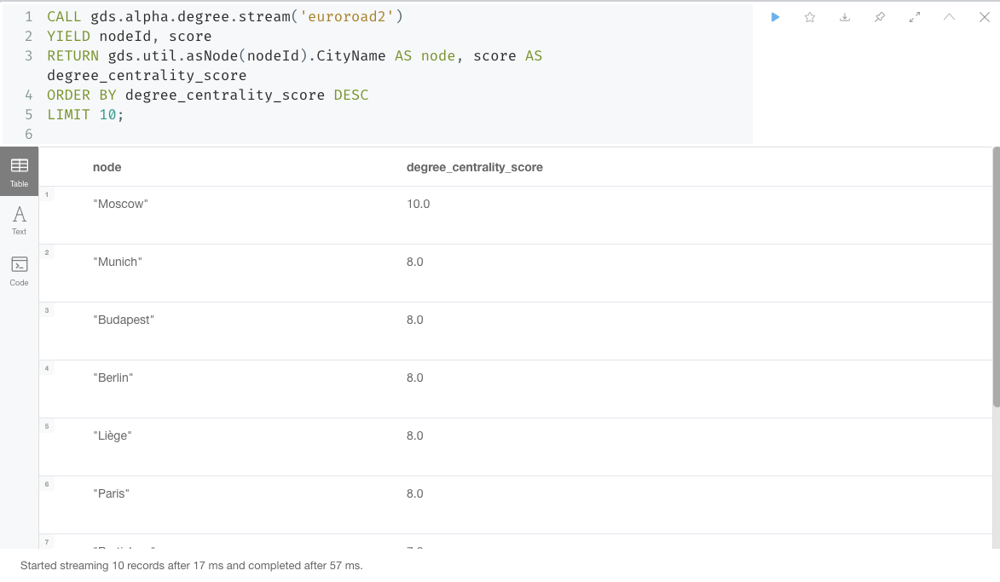 1 CALL gds.alpha.degree.stream('euroroad2')
2 YIELD nodeId, score
3 RETURN gds.util.asNode(nodeId).CityName AS node, score AS
degree_centrality_score
4 ORDER BY degree_centrality_score DESC
5 LIMIT 10;
6
Table
Text
Code
node degree_centrality_score
1 "Moscow" 10.0
2 "Munich" 8.0
3 "Budapest" 8.0
4 "Berlin" 8.0
5 "Liège" 8.0
6 "Paris" 8.0
7
Started streaming 10 records after 17 ms and completed after 57 ms.